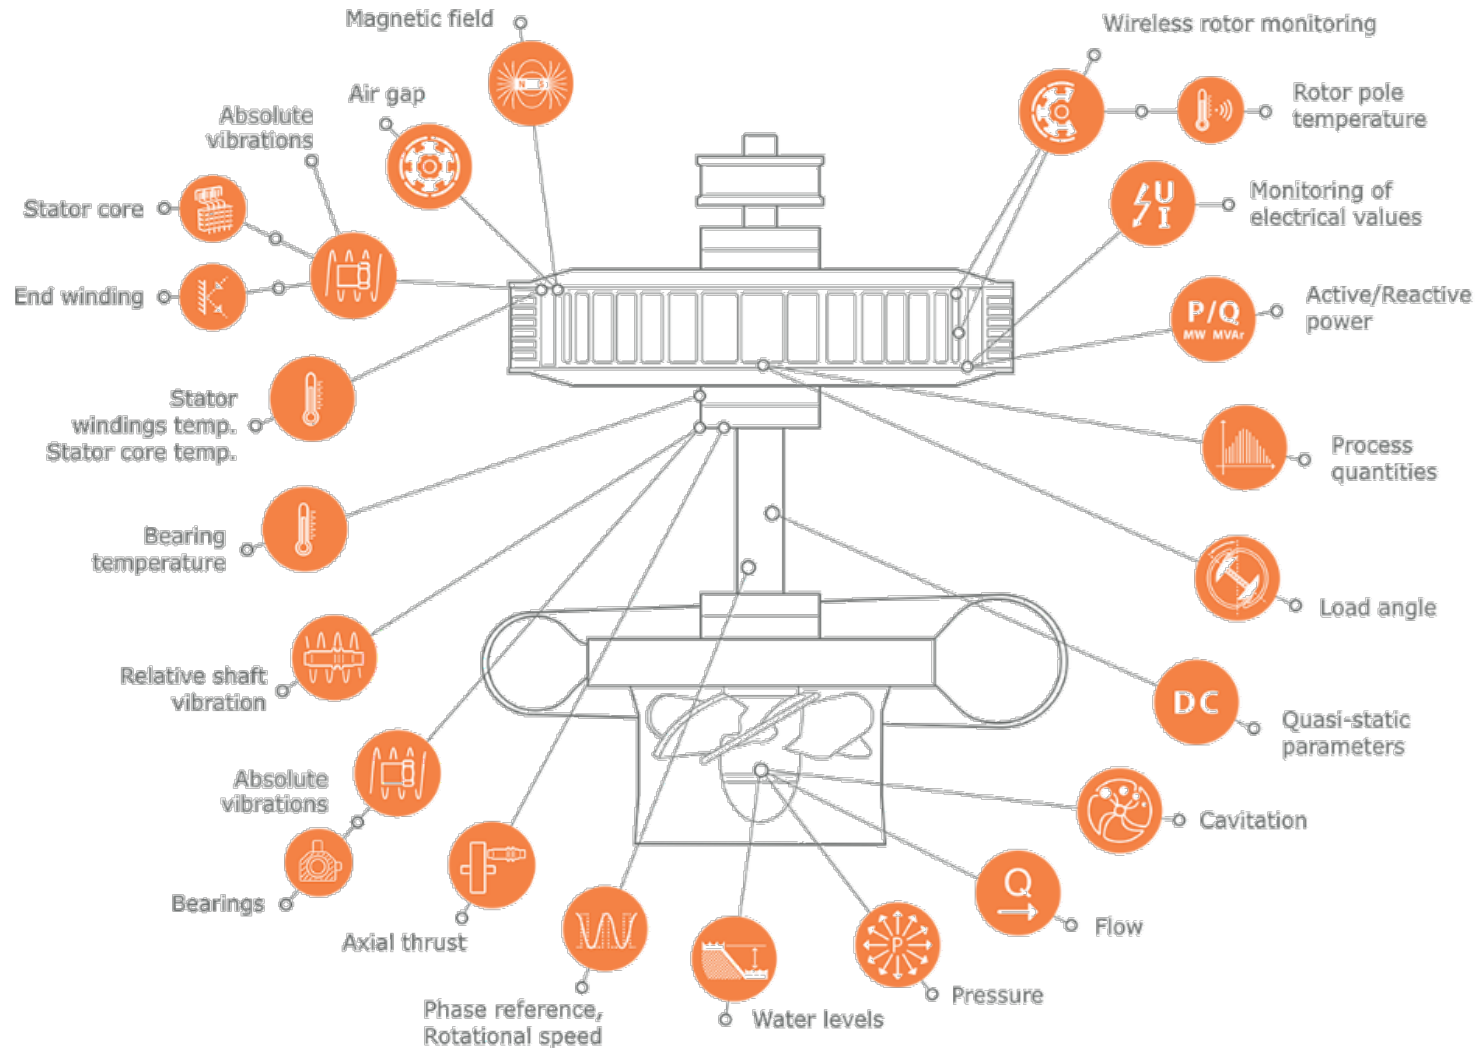 Magnetic field
N S
Air gap
Absolute
vibrations
Stator core
End winding
Stator
windings temp.
Stator core temp.
Bearing
temperature
Relative shaft
vibration
Absolute
vibrations
Bearings
Axial thrust
Phase reference,
Rotational speed
Water levels
P
Pressure
Q
Flow
Cavitation
DC
Quasi-static
parameters
Load angle
Process
quantities
P/Q
MW MVAr
Active/Reactive
power
U
I
Monitoring of
electrical values
Rotor pole
temperature
Wireless rotor monitoring